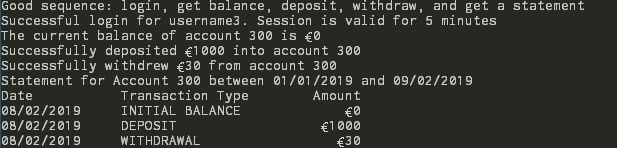 Good sequence: login, get balance, deposit, withdraw, and get a statement
Successful login for username3. Session is valid for 5 minutes
The current balance of account 300 is €0
Successfully deposited €1000 into account 300
Successfully withdrew €30 from account 300
Statement for Account 300 between 01/01/2019 and 09/02/2019
Date Transaction Type Amount
08/02/2019 INITIAL BALANCE €0
08/02/2019 DEPOSIT €1000
08/02/2019 WITHDRAWAL €30